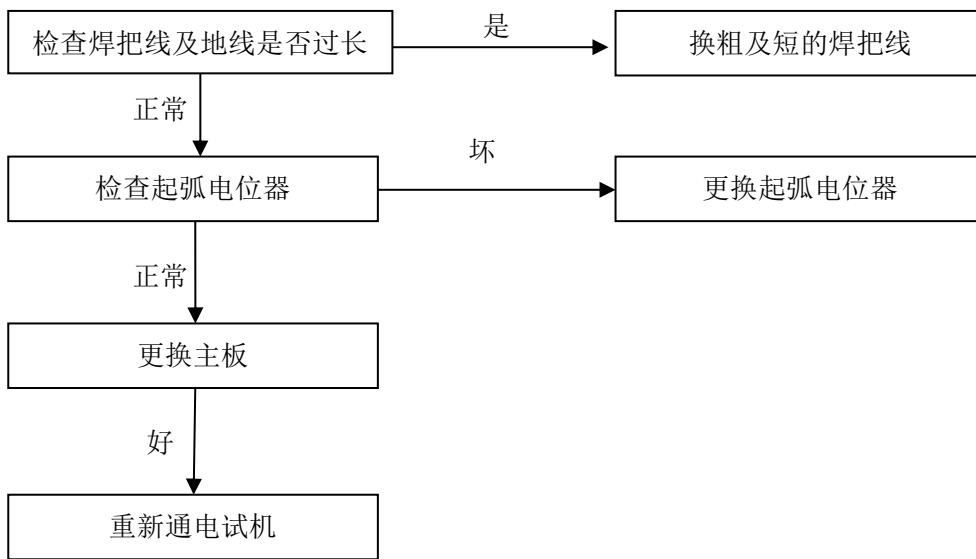 检查焊把线及地线是否过长
是
换粗及短的焊把线
正常
检查起弧电位器
坏
更换起弧电位器
正常
更换主板
好
重新通电试机